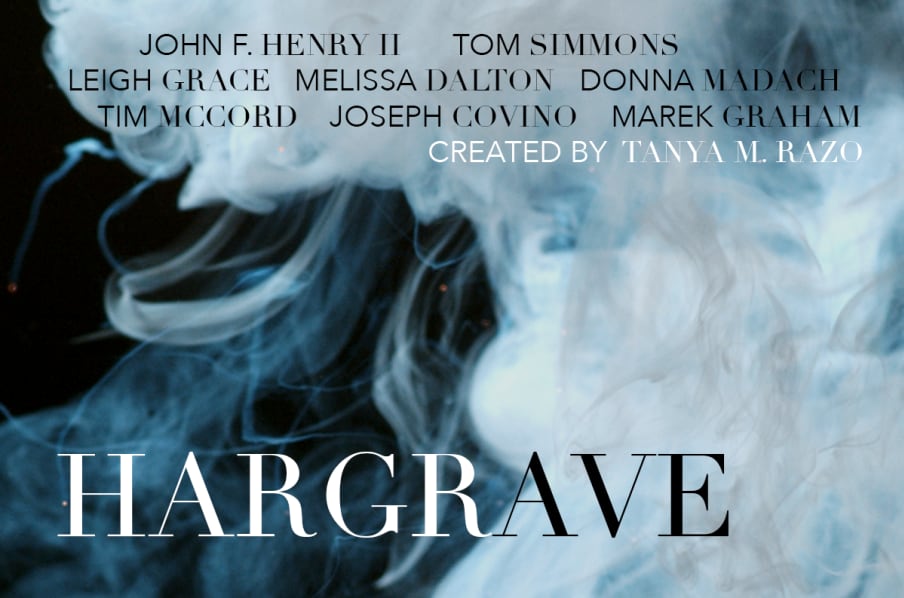 JOHN F. HENRY II TOM SIMMONS
LEIGH GRACE MELISSA DALTON DONNA MADACH
TIM MCCORD JOSEPH COVINO MAREK GRAHAM
CREATED BY TANYA M. RAZO
HARGRAVE